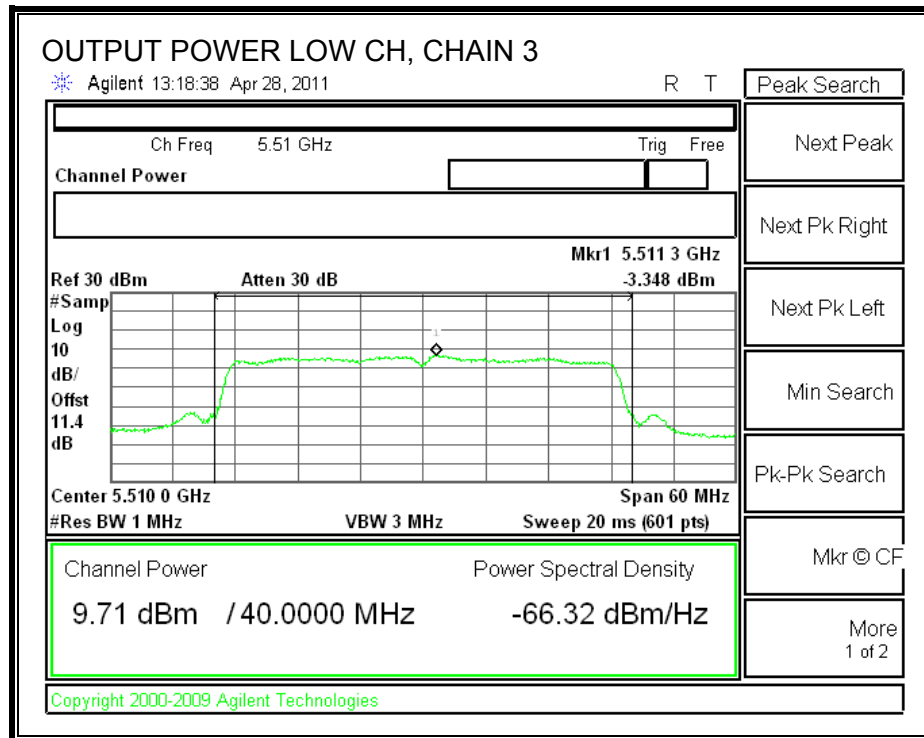 OUTPUT POWER LOW CH, CHAIN 3
Agilent 13:18:38 Apr 28, 2011 R T
Peak Search
Ch Freq 5.51 GHz Trig Free
Channel Power
Mkr1 5.511 3 GHz
Ref 30 dBm Atten 30 dB -3.348 dBm
#Samp
Log
10
dB/
Offst
11.4
dB
1
Center 5.510 0 GHz Span 60 MHz
#Res BW 1 MHz VBW 3 MHz Sweep 20 ms (601 pts)
Channel Power Power Spectral Density
9.71 dBm / 40.0000 MHz -66.32 dBm/Hz
Next Peak
Next Pk Right
Next Pk Left
Min Search
Pk-Pk Search
Mkr © CF
More
1 of 2
Copyright 2000-2009 Agilent Technologies